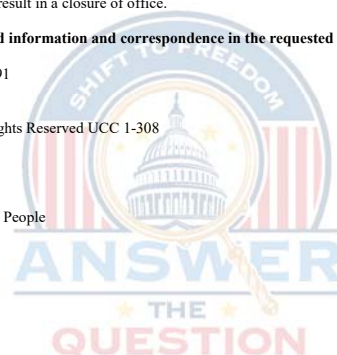 result in a closure of office.
d information and correspondence in the requested
91
ghts Reserved UCC 1-308
People
SHIFT TO FREEDOM
ANSWER
THE
QUESTION